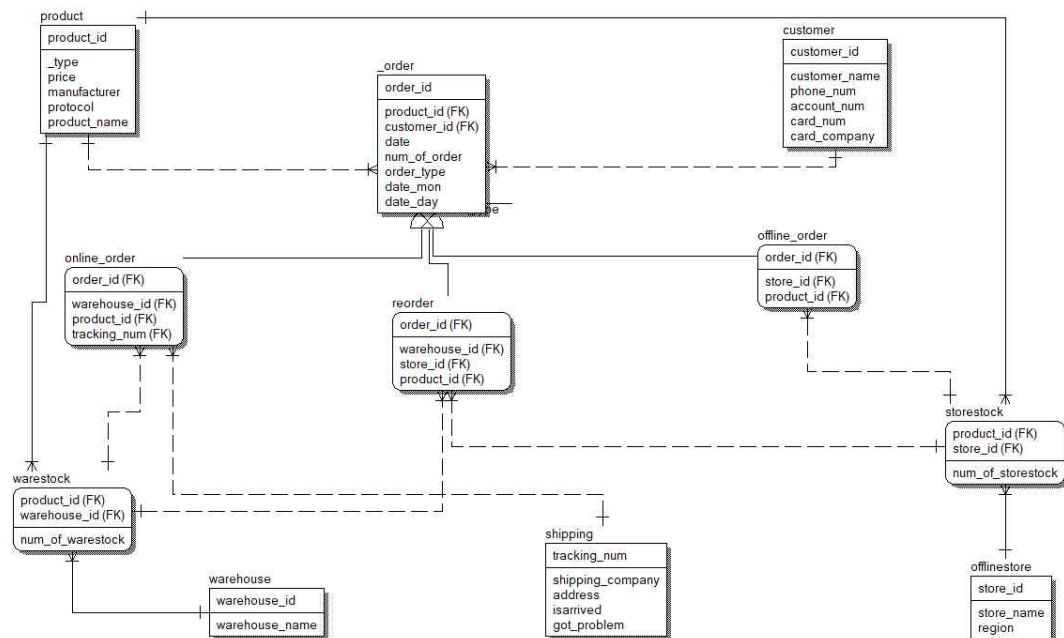 product
product_id
_type
price
manufacturer
protocol
product_name
customer
customer_id
customer_name
phone_num
account_num
card_num
card_company
_order
order_id
product_id (FK)
customer_id (FK)
date
num_of_order
order_type
date_mon
date_day
online_order
order_id (FK)
warehouse_id (FK)
product_id (FK)
tracking_num (FK)
reorder
order_id (FK)
warehouse_id (FK)
store_id (FK)
product_id (FK)
offline_order
order_id (FK)
store_id (FK)
product_id (FK)
storestock
product_id (FK)
store_id (FK)
num_of_storestock
warestock
product_id (FK)
warehouse_id (FK)
num_of_warestock
warehouse
warehouse_id
warehouse_name
shipping
tracking_num
shipping_company
address
isarrived
got_problem
offlinestore
store_id
store_name
region